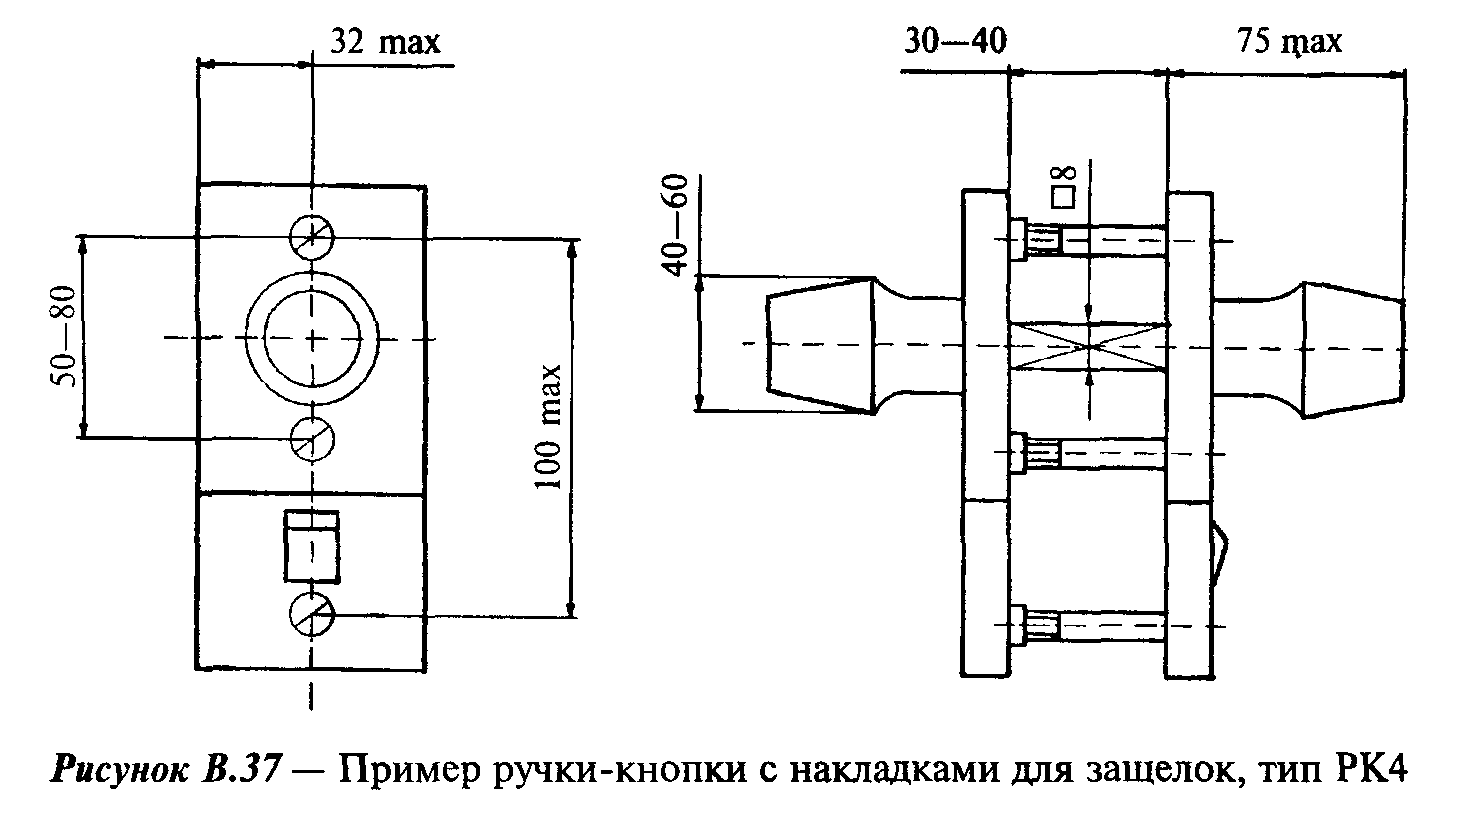 32 max
30—40
75 max
50—80
100 max
40—60
□8
Рисунок В.37 — Пример ручки-кнопки с накладками для защелок, тип РК4